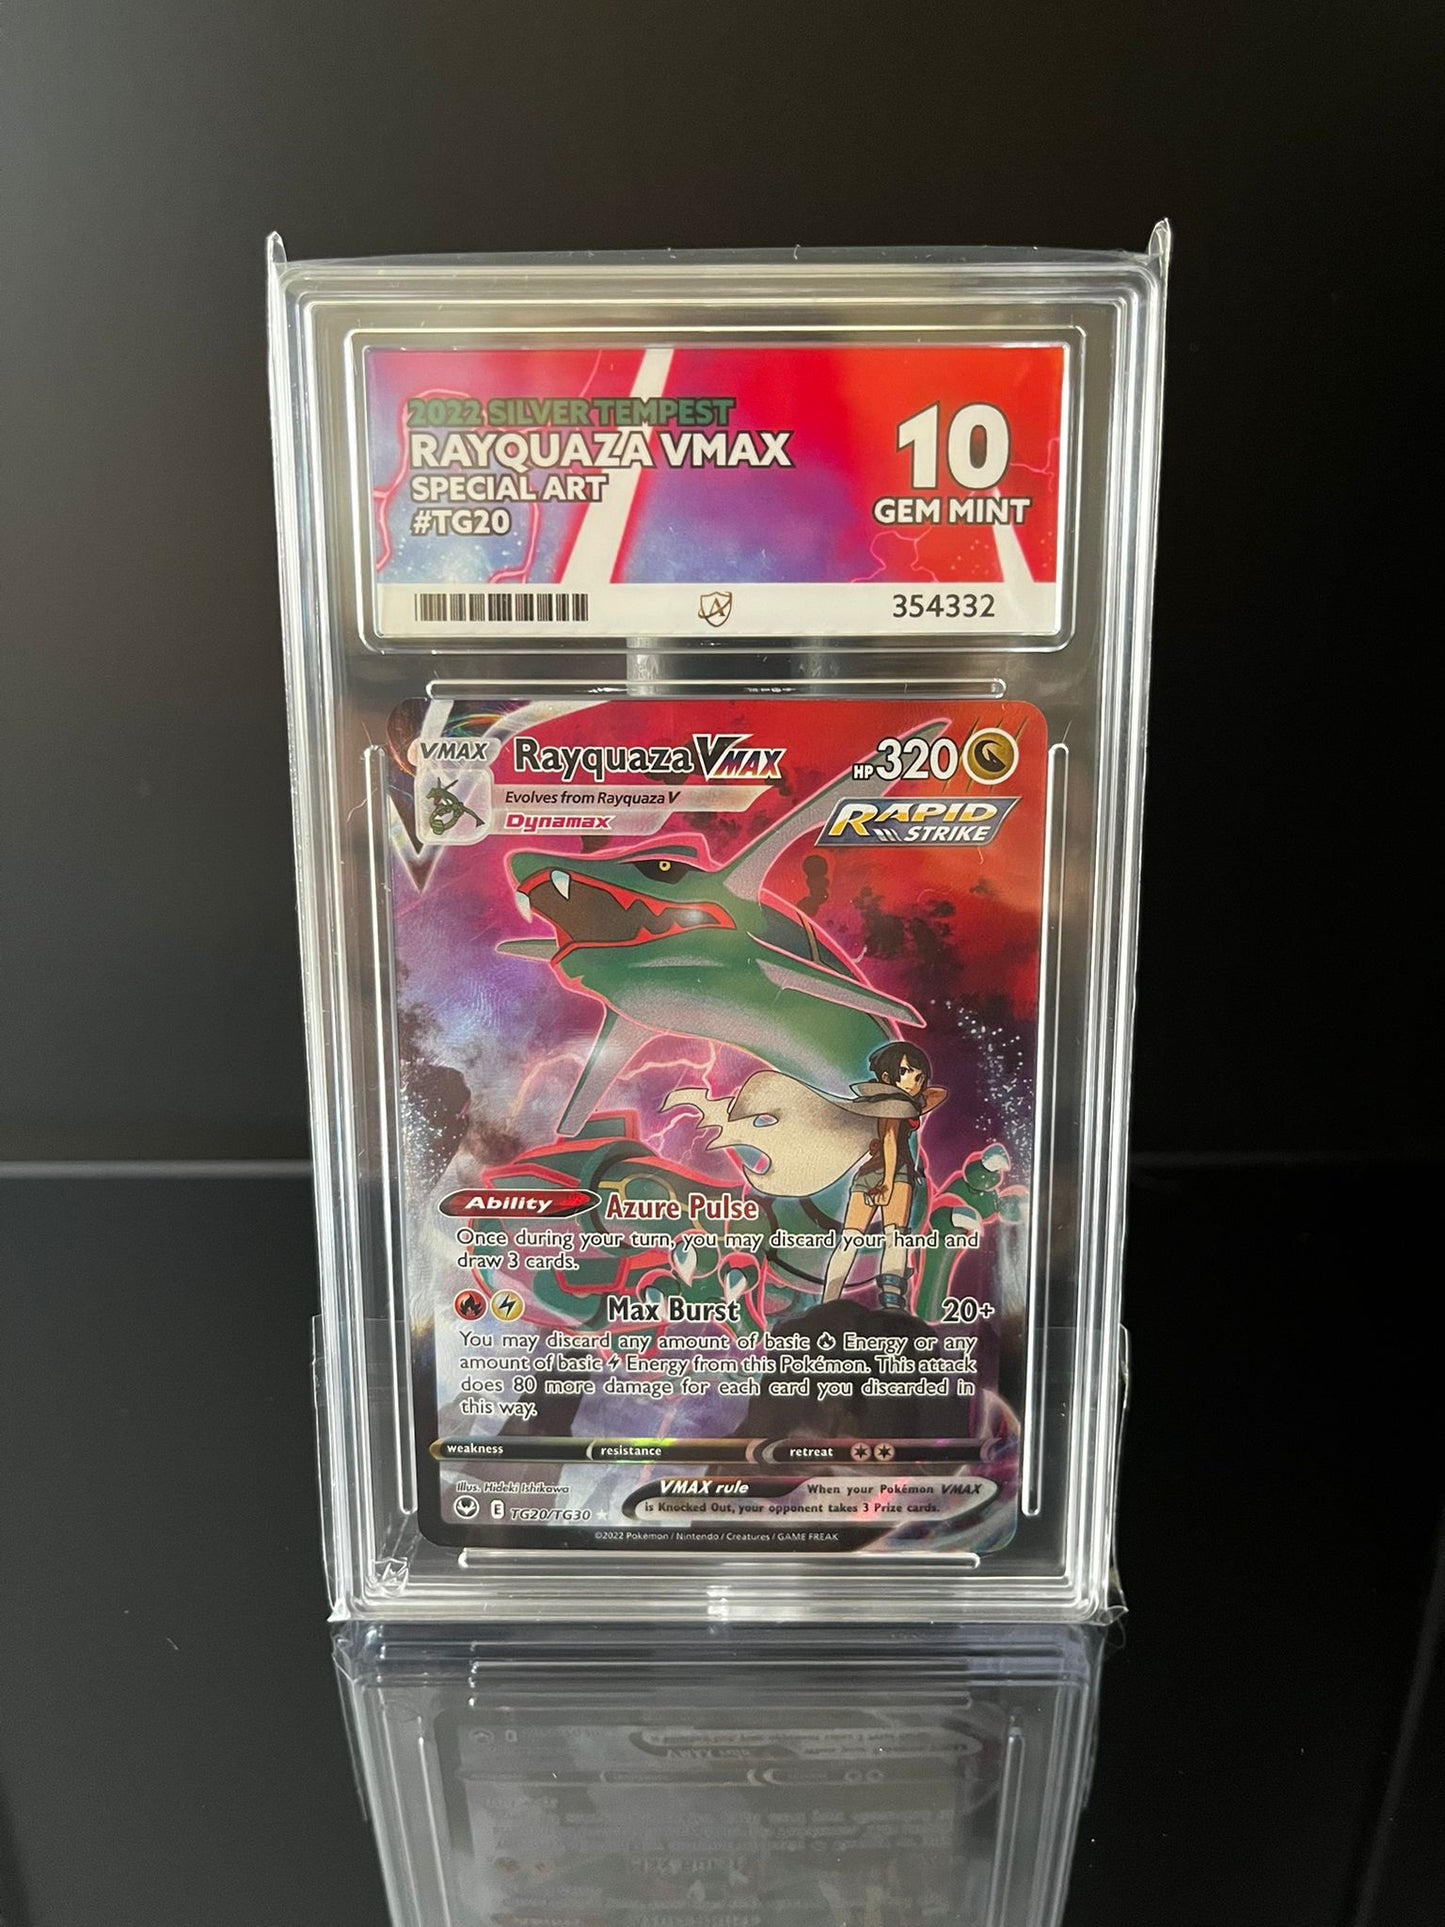 2022 SILVER TEMPEST
RAYQUAZA VMAX
SPECIAL ART
#TG20
10
GEM MINT
354332
VMAX
Rayquaza VMAX
HP 320
Evolves from Rayquaza V
Dynamax
RAPID
STRIKE
Ability Azure Pulse
Once during your turn, you may discard your hand and
draw 3 cards.
Max Burst 20+
You may discard any amount of basic Energy or any
amount of basic Energy from this Pokémon. This attack
does 80 more damage for each card you discarded in
this way.
weakness resistance retreat
Illus. Hideki Ishikawa
E TG20/TG30
VMAX rule When your Pokémon VMAX
is Knocked Out, your opponent takes 3 Prize cards.
©2022 Pokémon / Nintendo / Creatures / GAME FREAK